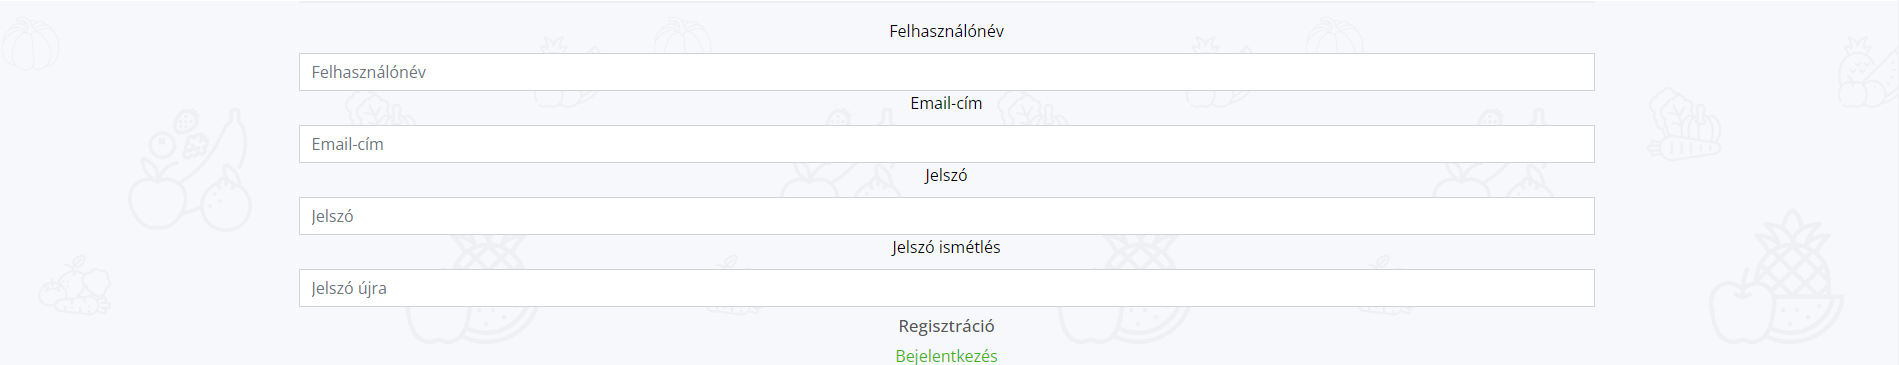 Felhasználónév
Felhasználónév
Email-cím
Email-cím
Jelszó
Jelszó
Jelszó ismétlés
Jelszó újra
Regisztráció
Bejelentkezés